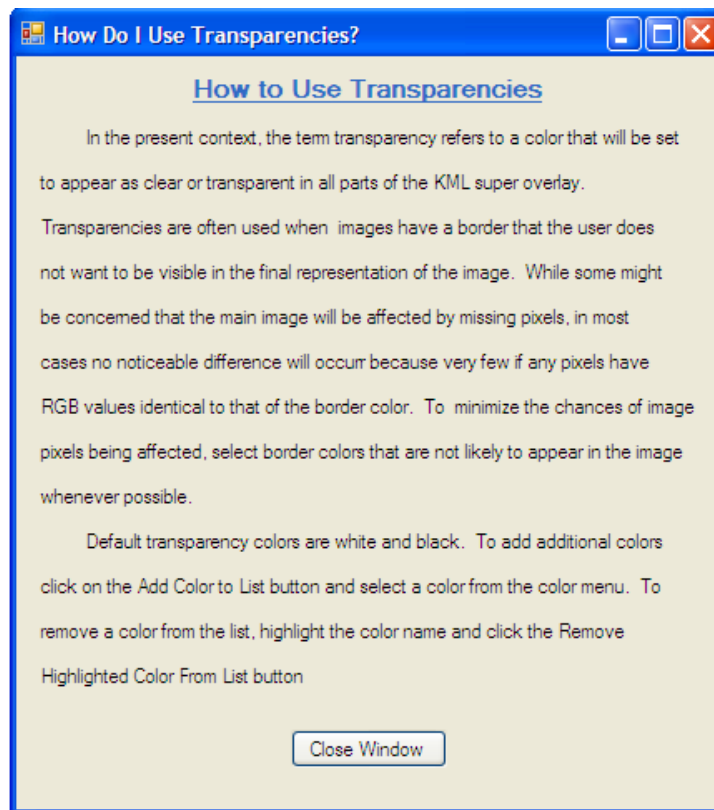 How Do I Use Transparencies?
How to Use Transparencies
In the present context, the term transparency refers to a color that will be set
to appear as clear or transparent in all parts of the KML super overlay.
Transparencies are often used when  images have a border that the user does
not want to be visible in the final representation of the image.  While some might
be concerned that the main image will be affected by missing pixels, in most
cases no noticeable difference will occurr because very few if any pixels have
RGB values identical to that of the border color.  To  minimize the chances of image
pixels being affected, select border colors that are not likely to appear in the image
whenever possible.
Default transparency colors are white and black.  To add additional colors
click on the Add Color to List button and select a color from the color menu.  To
remove a color from the list, highlight the color name and click the Remove
Highlighted Color From List button
Close Window